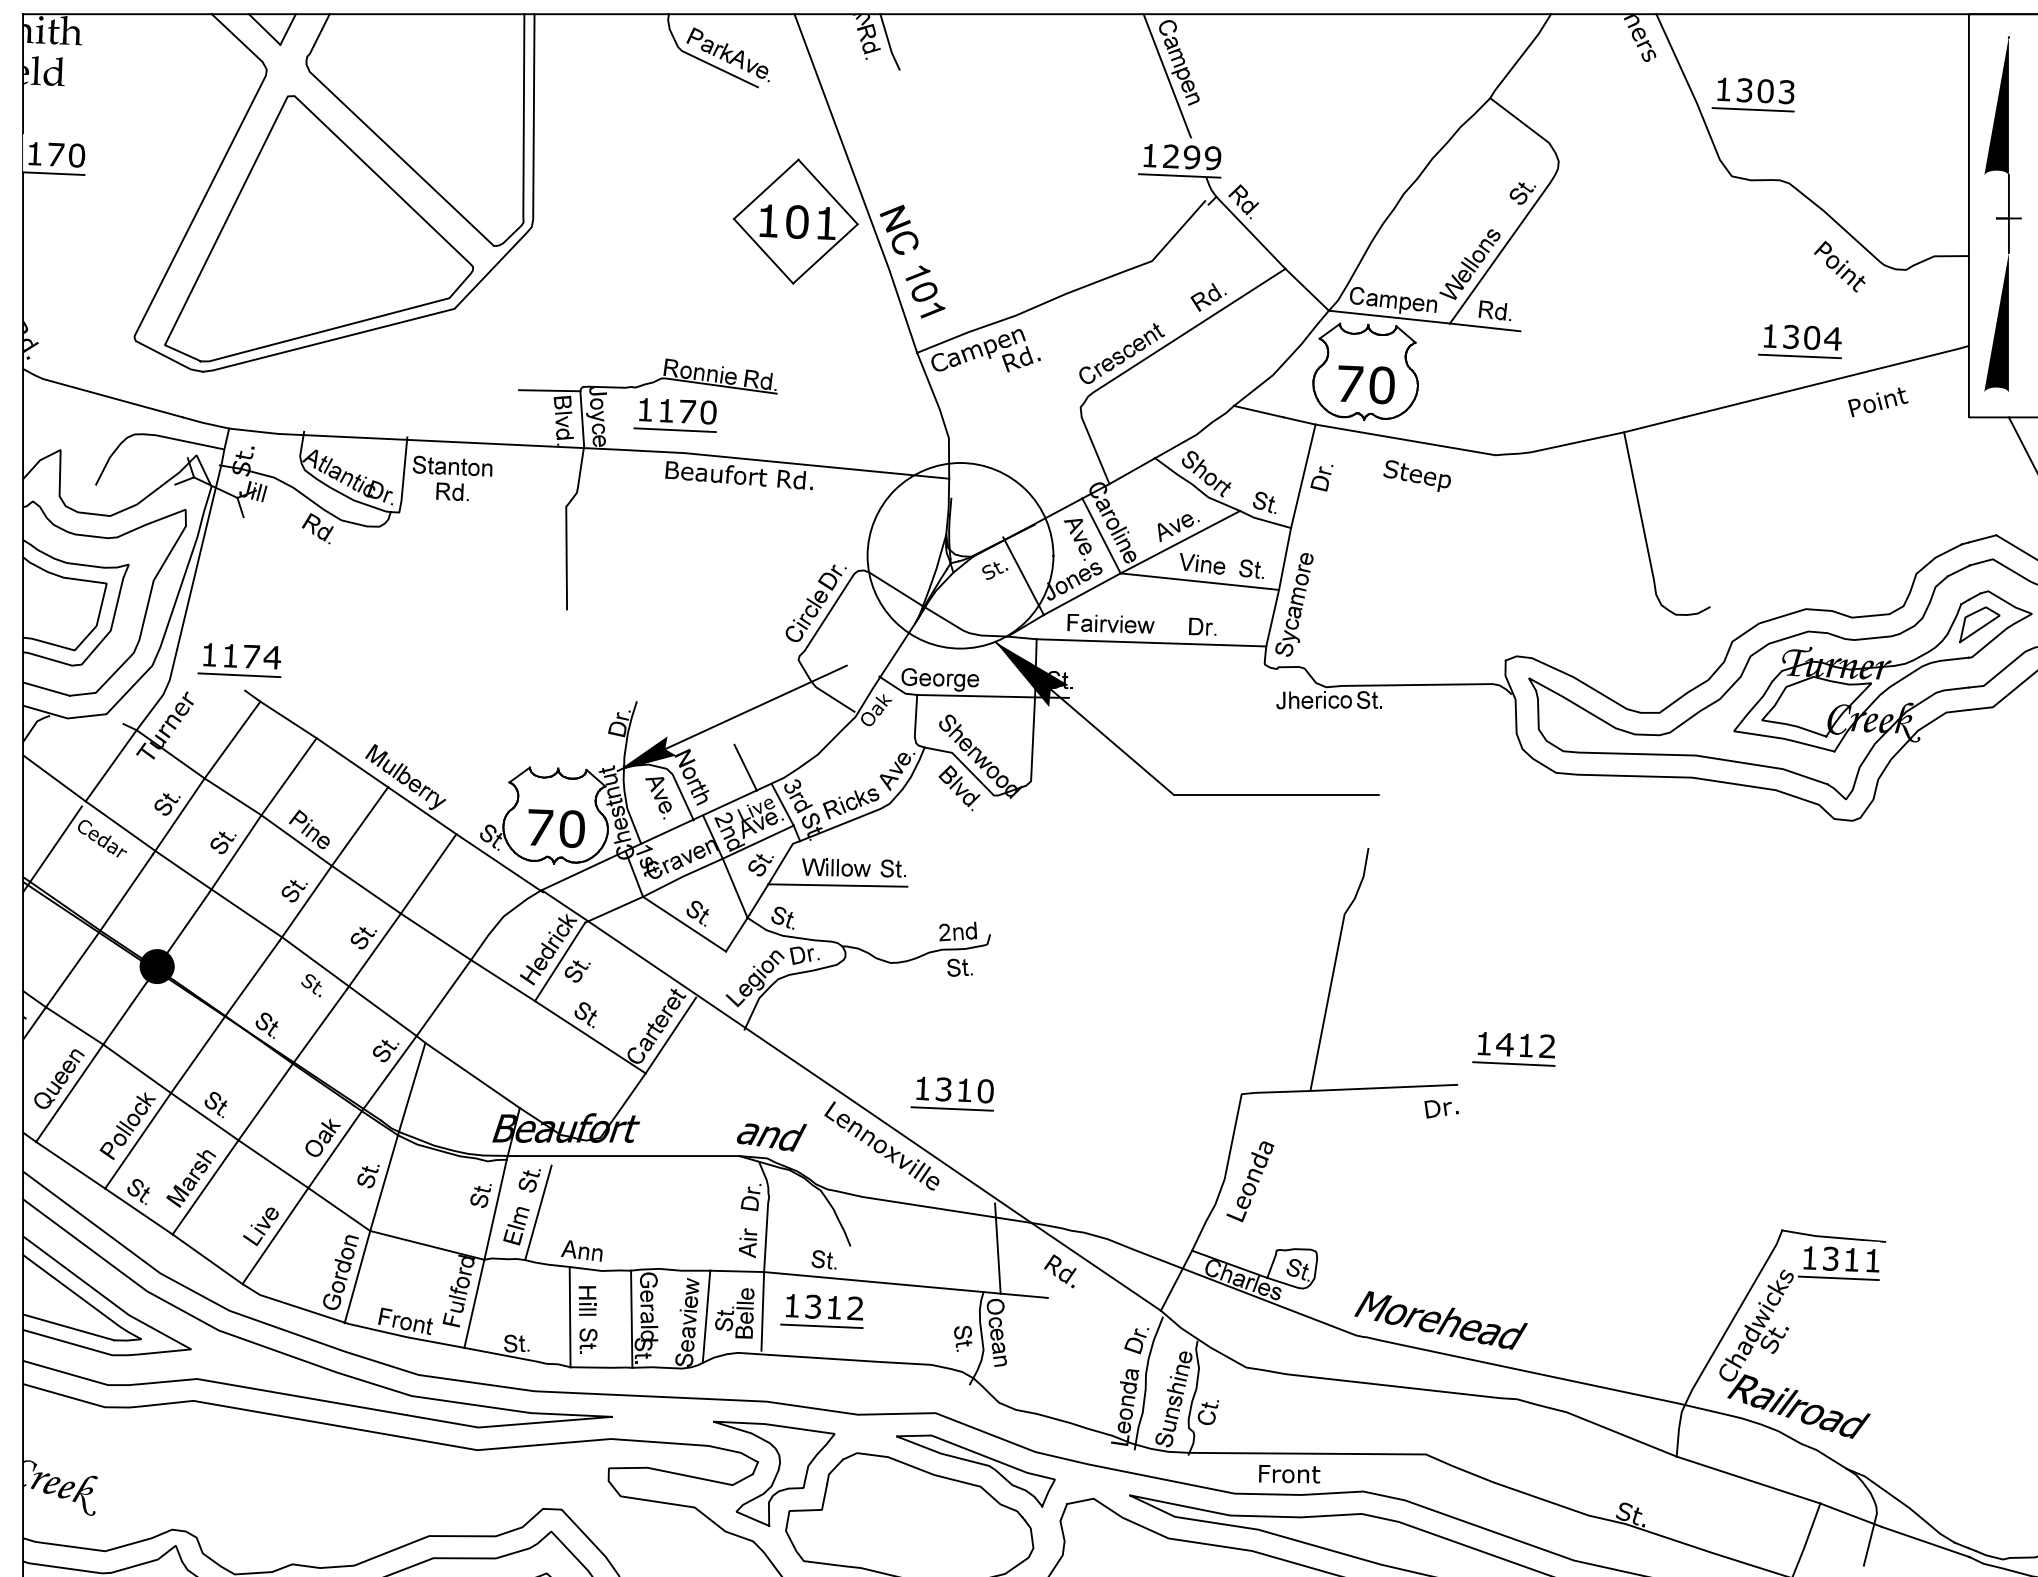 nith
eld
170
Rd.
ParkAve.
Rd.
NC 101
101
Campen
1299
Rd.
ners
1303
Point
Wellons St.
Campen Rd.
70
1304
Point
Campen
Rd.
Crescent Rd.
Ronnie Rd.
Joyce
Blvd.
1170
Beaufort Rd.
St.
Jill
Rd.
Atlantic
Dr.
Stanton
Rd.
Short St.
Steep
Caroline
Ave.
Jones Ave.
St.
Vine St.
Sycamore Dr.
Fairview Dr.
CircleDr.
Jherico St.
Turner
Creek
1174
Turner
St.
George St.
Oak
Sherwood
Blvd.
Dr.
Chestnut
North
Ave.
70
Mulberry
St.
Live
Ave.
3rd St.
2nd
St.
1st
Craven
St.
Ricks Ave.
Willow St.
St.
2nd
St.
Legion Dr.
Cedar
St.
Pine
St.
St.
St.
St.
St.
St.
Hedrick
St.
Carteret
Queen
Pollock
St.
Marsh
Live
Oak
St.
St.
1310
1412
Dr.
Leonda
Beaufort and
Lennoxville
Rd.
Gordon
St.
Fulford
St.
Elm St.
Ann
St.
Air Dr.
Hill St.
Gerald
St.
Seaview
St.
Belle
1312
Front
St.
Ocean
St.
Charles
St.
Leonda Dr.
Sunshine
Ct.
Morehead
Railroad
1311
Chadwicks
St.
Front
St.
Creek